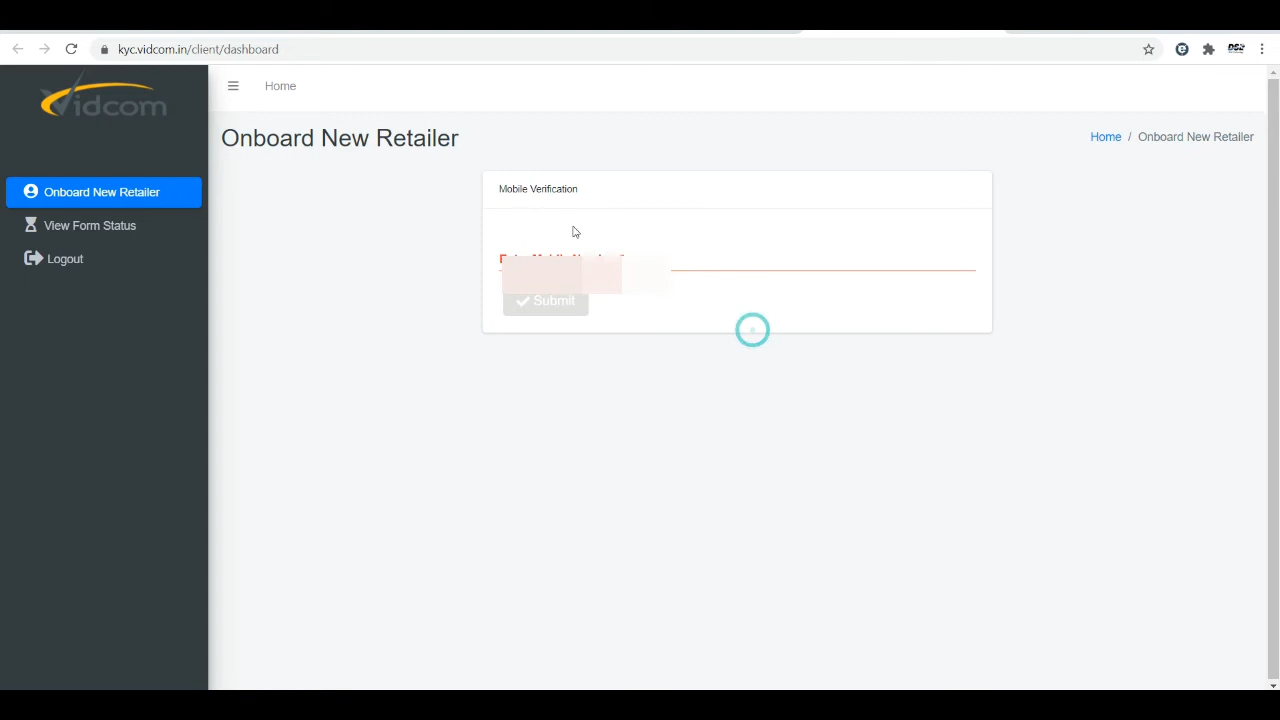 kyc.vidcom.in/client/dashboard
Vidcom
Home
Onboard New Retailer
Home / Onboard New Retailer
Mobile Verification
Onboard New Retailer
View Form Status
Logout
Submit